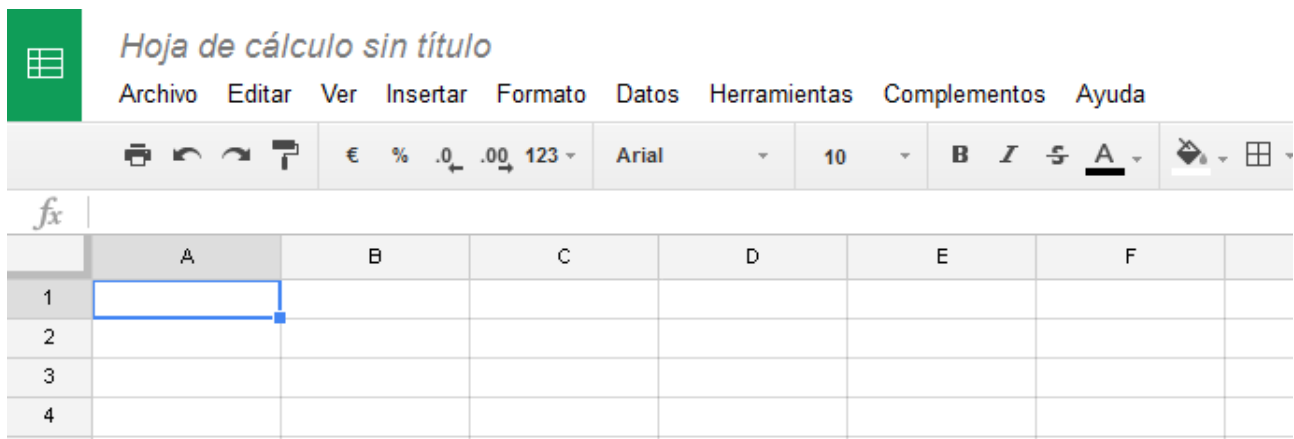 Hoja de cálculo sin título
Archivo Editar Ver Insertar Formato Datos Herramientas Complementos Ayuda
€ % .0 .00 123 Arial 10 B I S A
fx
A B C D E F
1
2
3
4